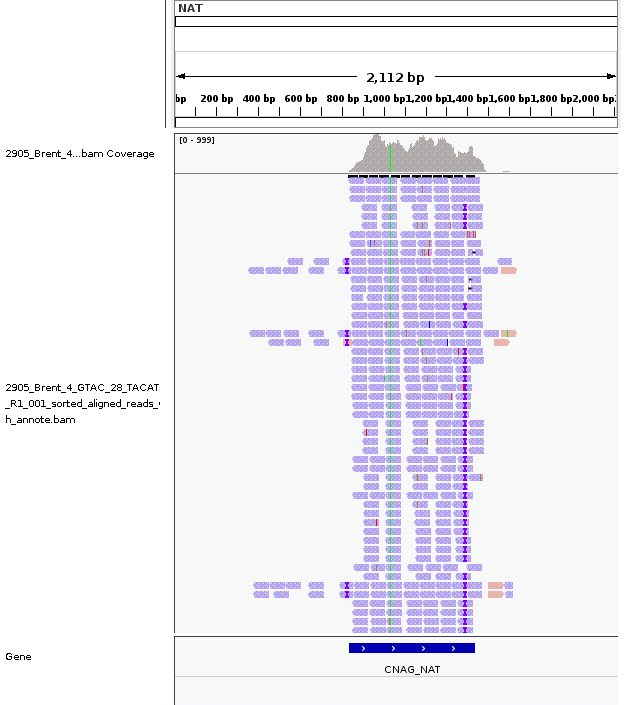 NAT
2,112 bp
bp 200 bp 400 bp 600 bp 800 bp 1,000 bp 1,200 bp 1,400 bp 1,600 bp 1,800 bp 2,000 bp
[0 - 999]
2905_Brent_4...bam Coverage
2905_Brent_4_GTAC_28_TACAT
_R1_001_sorted_aligned_reads_
h_annote.bam
Gene
CNAG_NAT